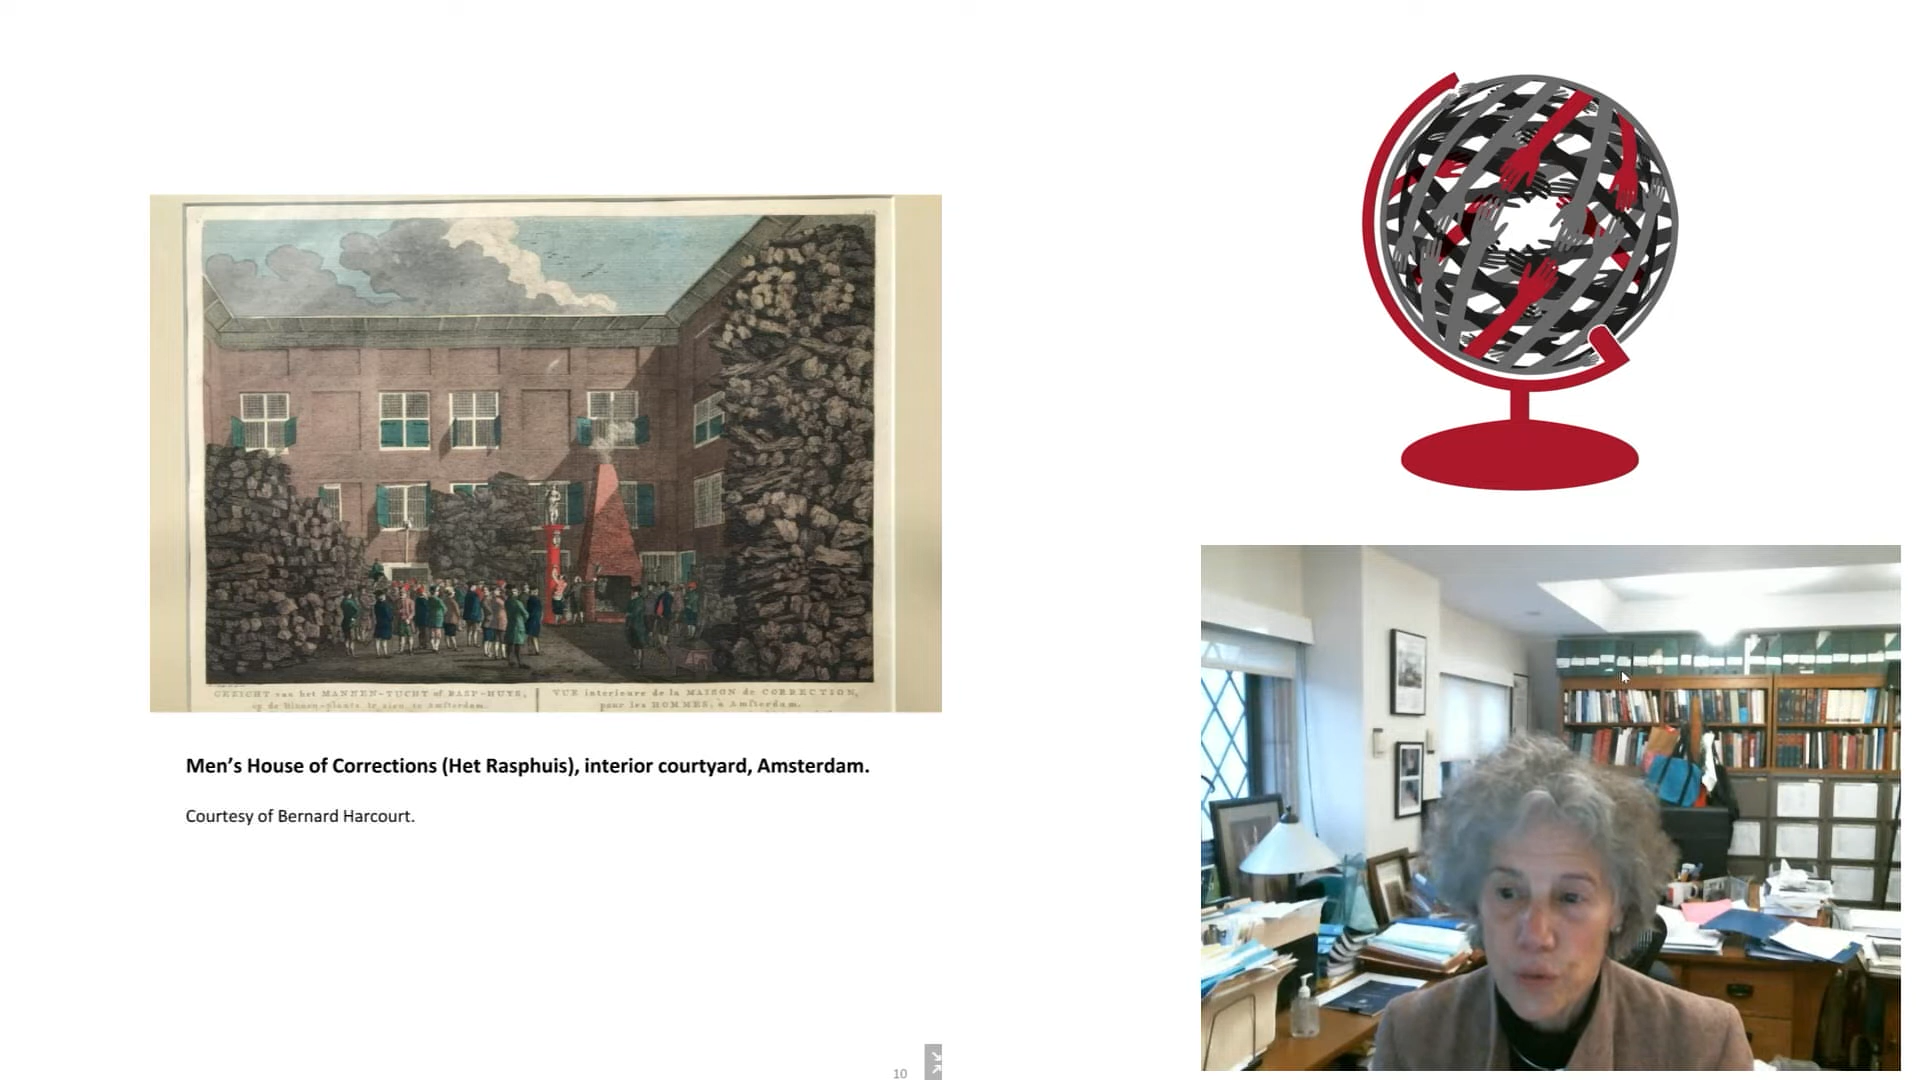 GEZICHT van het MANNEN-TUCHT of RASP-HUYS,
op de Binnen-plaats te zien, te Amsterdam.
VUE interieure de la MAISON de CORRECTION,
pour les HOMMES, à Amsterdam.
Men’s House of Corrections (Het Rasphuis), interior courtyard, Amsterdam.
Courtesy of Bernard Harcourt.
10